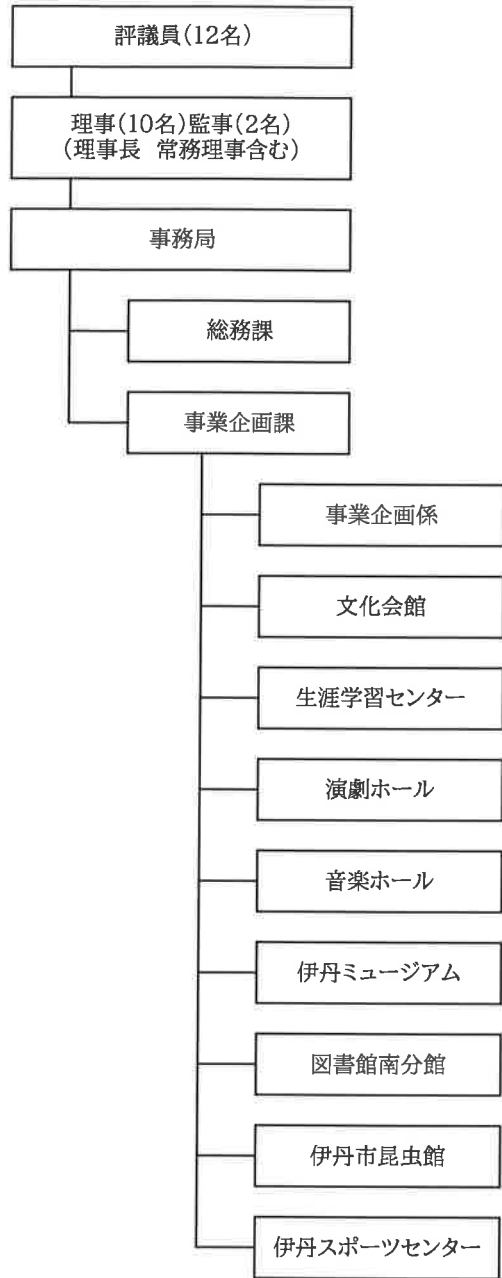 評議員(12名)
理事(10名)監事(2名)
(理事長 常務理事含む)
事務局
総務課
事業企画課
事業企画係
文化会館
生涯学習センター
演劇ホール
音楽ホール
伊丹ミュージアム
図書館南分館
伊丹市昆虫館
伊丹スポーツセンター